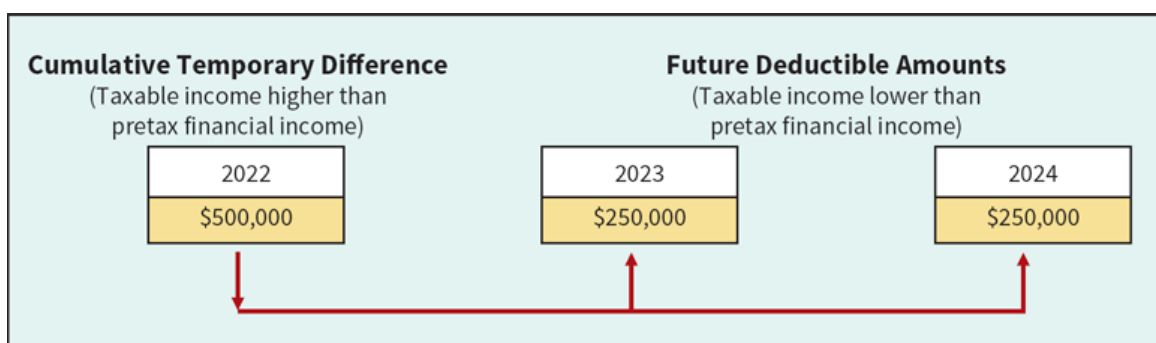 Cumulative Temporary Difference
(Taxable income higher than
pretax financial income)
2022
$500,000
Future Deductible Amounts
(Taxable income lower than
pretax financial income)
2023
$250,000
2024
$250,000